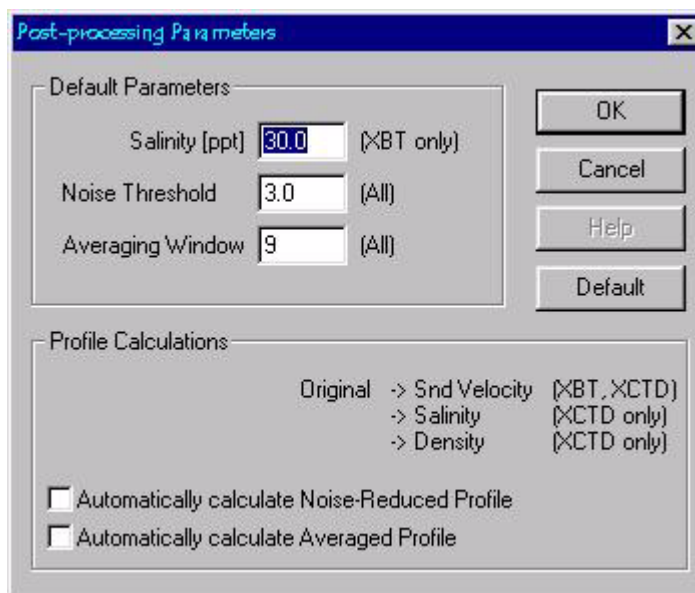 Post-processing Parameters
Default Parameters
Salinity [ppt] 30.0 (XBT only)
Noise Threshold 3.0 (All)
Averaging Window 9 (All)
OK
Cancel
Help
Default
Profile Calculations
Original -> Snd Velocity (XBT, XCTD)
-> Salinity (XCTD only)
-> Density (XCTD only)
Automatically calculate Noise-Reduced Profile
Automatically calculate Averaged Profile